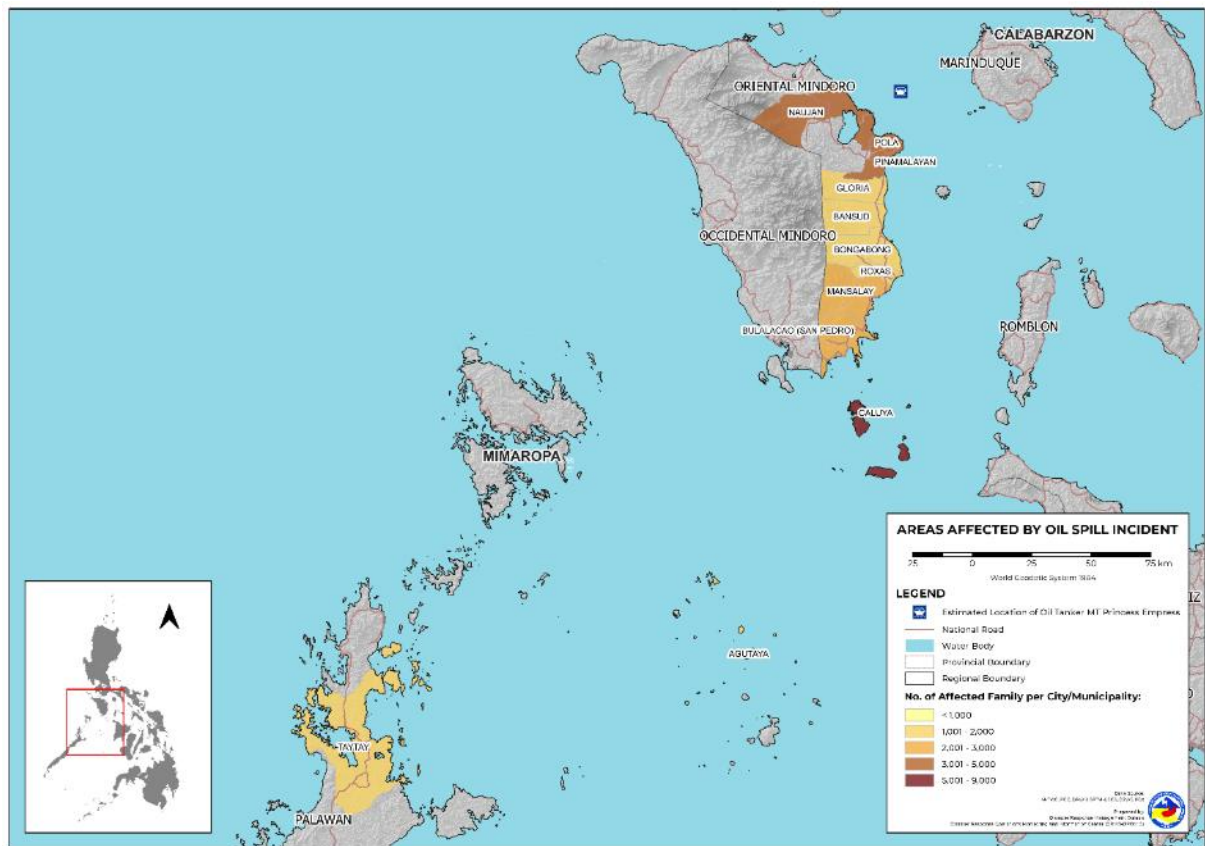 CALABARZON
MARINDUQUE
ORIENTAL MINDORO
NAUJAN
POLA
PINAMALAYAN
GLORIA
BANSUD
OCCIDENTAL MINDORO
BONGABONG
ROXAS
MANSALAY
BULALACAO (SAN PEDRO)
ROMBLON
CALUYA
MIMAROPA
AGUTAYA
TAYTAY
PALAWAN
AREAS AFFECTED BY OIL SPILL INCIDENT
25 0 25 50 75 km
World Geodetic System 1984
LEGEND
Estimated Location of Oil Tanker MT Princess Empress
National Road
Water Body
Provincial Boundary
Regional Boundary
No. of Affected Family per City/Municipality:
< 1,000
1,001 - 2,000
2,001 - 3,000
3,001 - 5,000
5,001 - 9,000